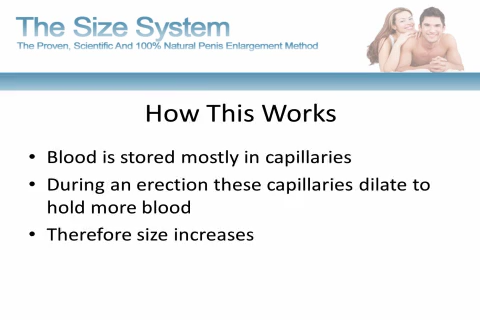 The Size System
The Proven, Scientific And 100% Natural Penis Enlargement Method
How This Works
• Blood is stored mostly in capillaries
• During an erection these capillaries dilate to
hold more blood
• Therefore size increases